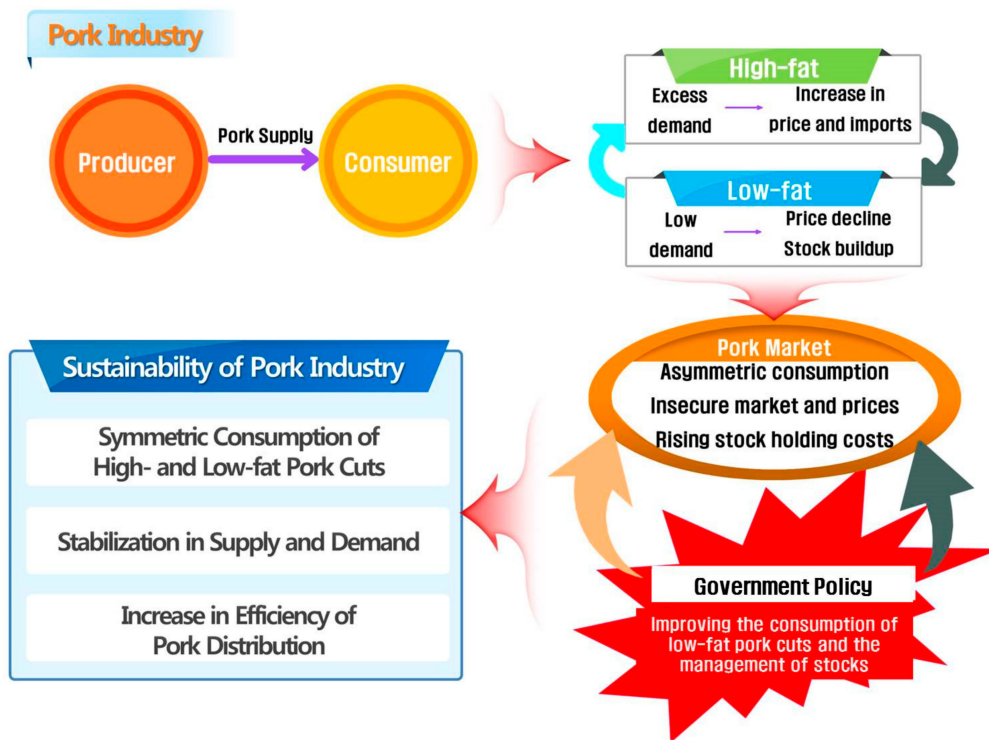 Pork Industry
Producer
Pork Supply
Consumer
High-fat
Excess
demand
Increase in
price and imports
Low-fat
Low
demand
Price decline
Stock buildup
Pork Market
Asymmetric consumption
Insecure market and prices
Rising stock holding costs
Government Policy
Improving the consumption of
low-fat pork cuts and the
management of stocks
Sustainability of Pork Industry
Symmetric Consumption of
High- and Low-fat Pork Cuts
Stabilization in Supply and Demand
Increase in Efficiency of
Pork Distribution